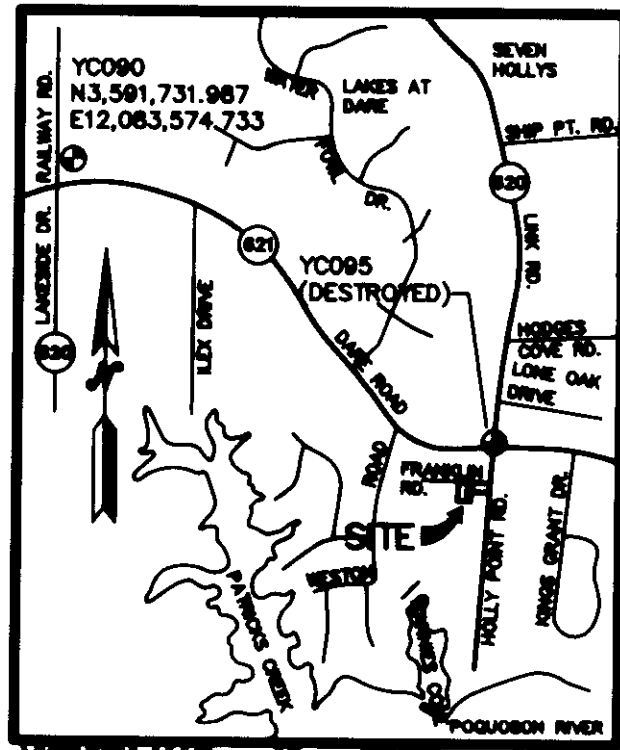 YC090
N3,591,731.987
E12,083,574.733
SEVEN
HOLLYS
LAKES AT
DARE
WATER
FOWL
DR.
SHIP PT. RD.
620
LINK RD.
LAKESIDE DR.
RAILWAY RD.
621
YC095
(DESTROYED)
ILEX DRIVE
620
N
DARE ROAD
HODGES
COVE RD.
LONE OAK
DRIVE
ROAD
FRANKLIN
RD.
SITE
WESTON
HOLLY POINT RD.
KINGS GRANT DR.
PATRICKS CREEK
POQUOSON RIVER